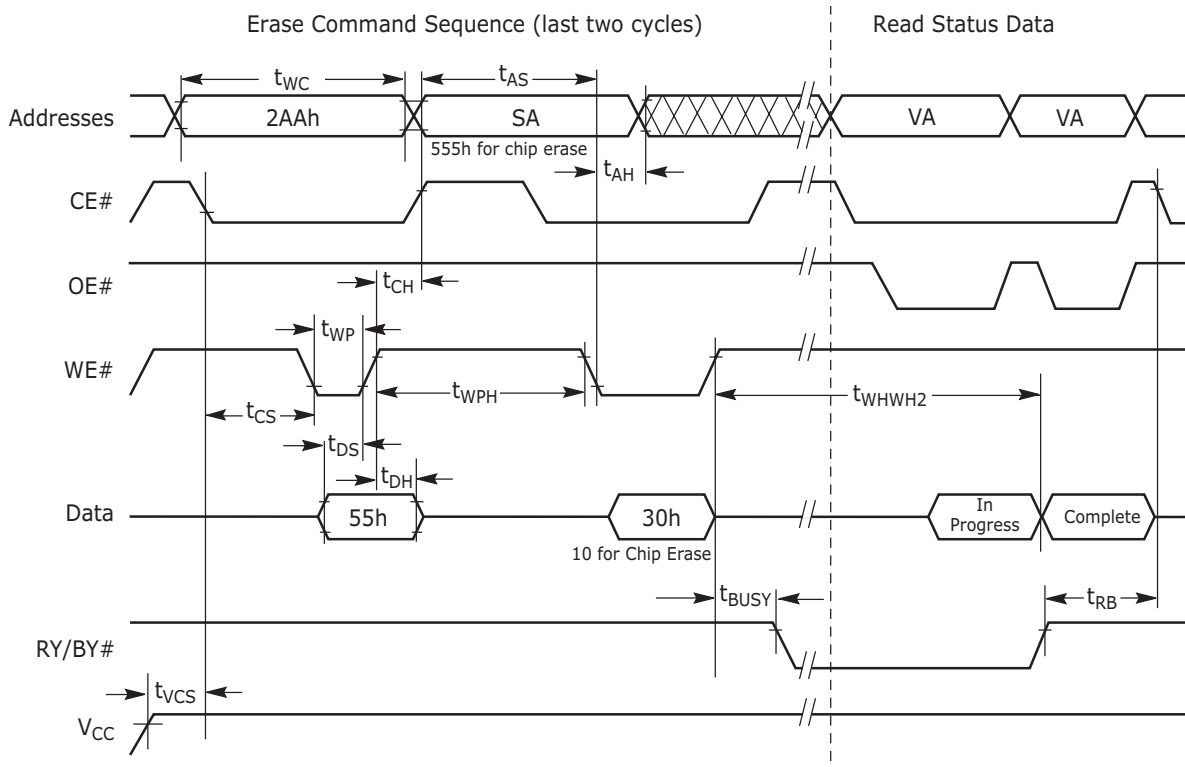 Erase Command Sequence (last two cycles)
Read Status Data
tWC
tAS
Addresses
2AAh
SA
VA
VA
555h for chip erase
tAH
CE#
OE#
tCH
tWP
WE#
tWPH
tWHWH2
tCS
tDS
tDH
Data
55h
30h
In
Progress
Complete
10 for Chip Erase
tBUSY
tRB
RY/BY#
tVCS
VCC